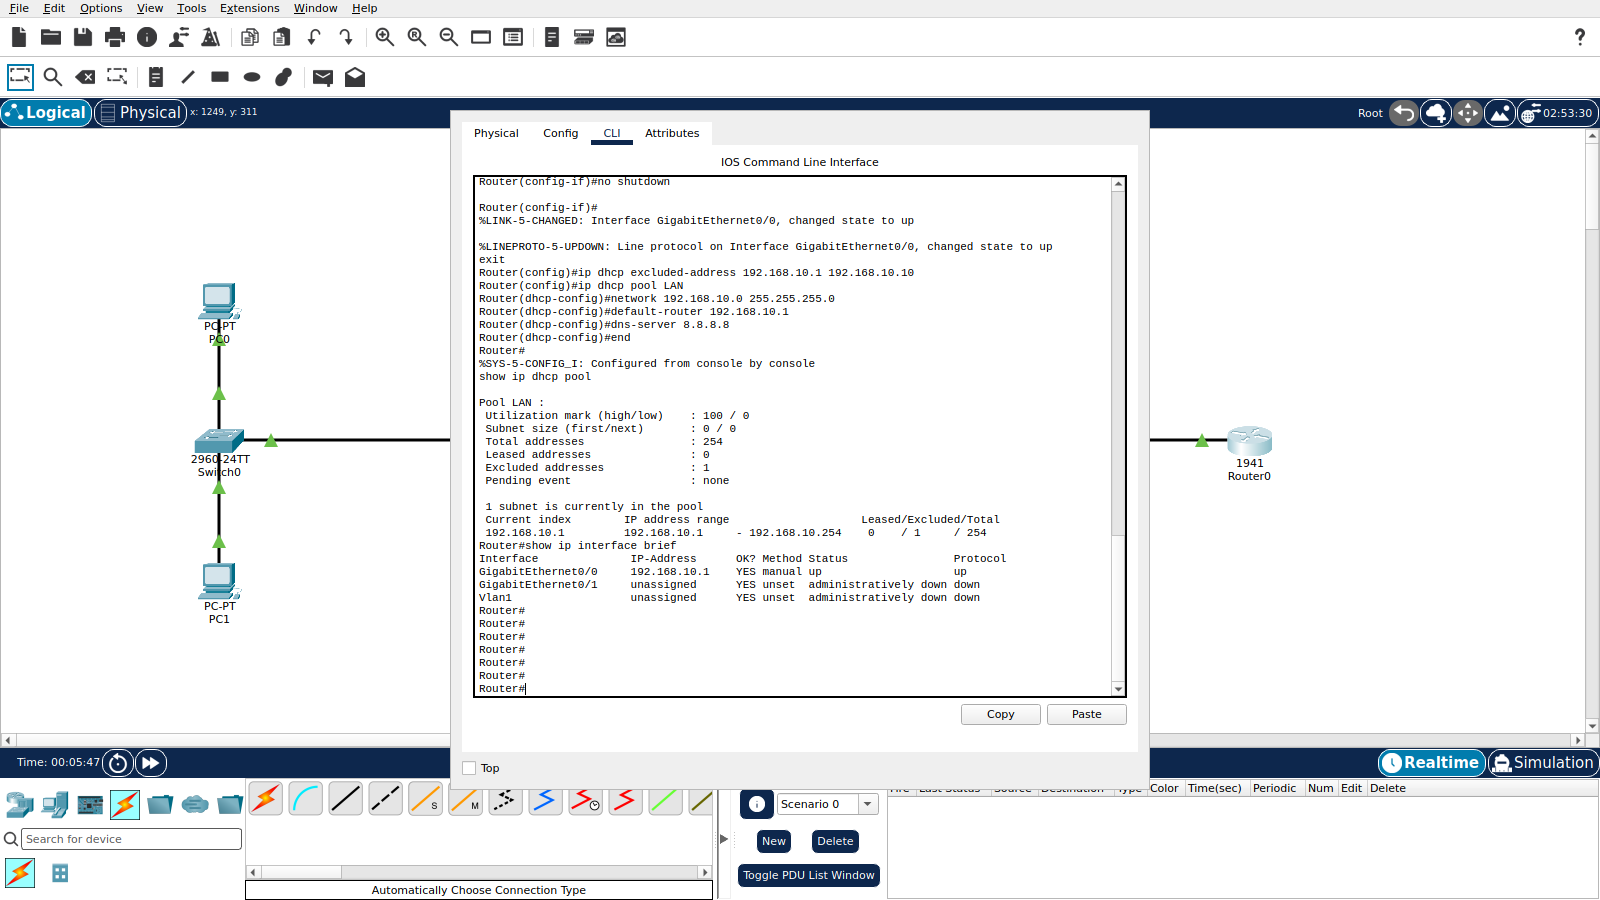 File Edit Options View Tools Extensions Window Help
?
Logical Physical x: 1249, y: 311 Root 02:53:30
Physical Config CLI Attributes
IOS Command Line Interface
Router(config-if)#no shutdown
Router(config-if)#
%LINK-5-CHANGED: Interface GigabitEthernet0/0, changed state to up
%LINEPROTO-5-UPDOWN: Line protocol on Interface GigabitEthernet0/0, changed state to up
exit
Router(config)#ip dhcp excluded-address 192.168.10.1 192.168.10.10
Router(config)#ip dhcp pool LAN
Router(dhcp-config)#network 192.168.10.0 255.255.255.0
Router(dhcp-config)#default-router 192.168.10.1
Router(dhcp-config)#dns-server 8.8.8.8
Router(dhcp-config)#end
Router#
%SYS-5-CONFIG_I: Configured from console by console
show ip dhcp pool
Pool LAN :
Utilization mark (high/low) : 100 / 0
Subnet size (first/next) : 0 / 0
Total addresses : 254
Leased addresses : 0
Excluded addresses : 1
Pending event : none
1 subnet is currently in the pool
Current index IP address range Leased/Excluded/Total
192.168.10.1 192.168.10.1 - 192.168.10.254 0 / 1 / 254
Router#show ip interface brief
Interface IP-Address OK? Method Status Protocol
GigabitEthernet0/0 192.168.10.1 YES manual up up
GigabitEthernet0/1 unassigned YES unset administratively down down
Vlan1 unassigned YES unset administratively down down
Router#
Router#
Router#
Router#
Router#
Router#
Router#
Copy Paste
Top
PC-PT
PC0
2960-24TT
Switch0
PC-PT
PC1
1941
Router0
Time: 00:05:47 Realtime Simulation
S M
Search for device
Automatically Choose Connection Type
Scenario 0
New Delete
Toggle PDU List Window
Fire Last Status Source Destination Type Color Time(sec) Periodic Num Edit Delete